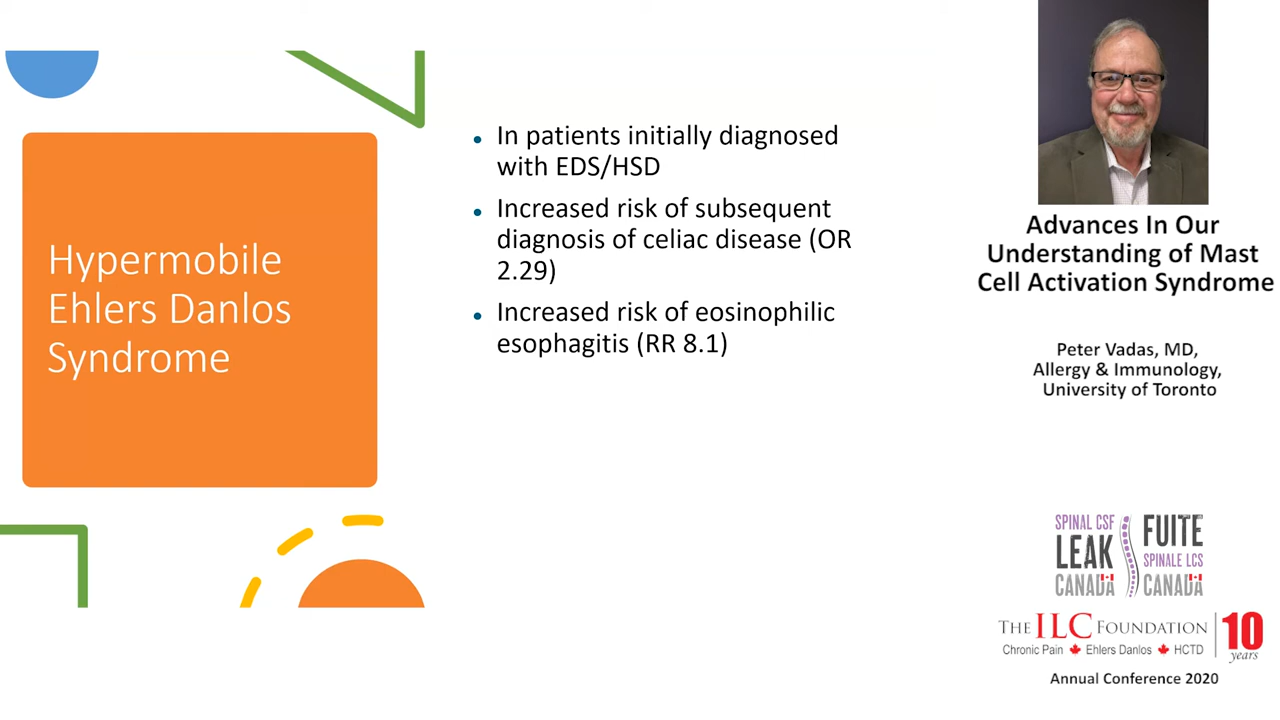 Hypermobile
Ehlers Danlos
Syndrome
• In patients initially diagnosed
with EDS/HSD
• Increased risk of subsequent
diagnosis of celiac disease (OR
2.29)
• Increased risk of eosinophilic
esophagitis (RR 8.1)
Advances In Our
Understanding of Mast
Cell Activation Syndrome
Peter Vadas, MD,
Allergy & Immunology,
University of Toronto
SPINAL CSF
LEAK
CANADA
FUITE
SPINALE LCS
CANADA
THE ILC FOUNDATION
Chronic Pain Ehlers Danlos HCTD
10
years
Annual Conference 2020